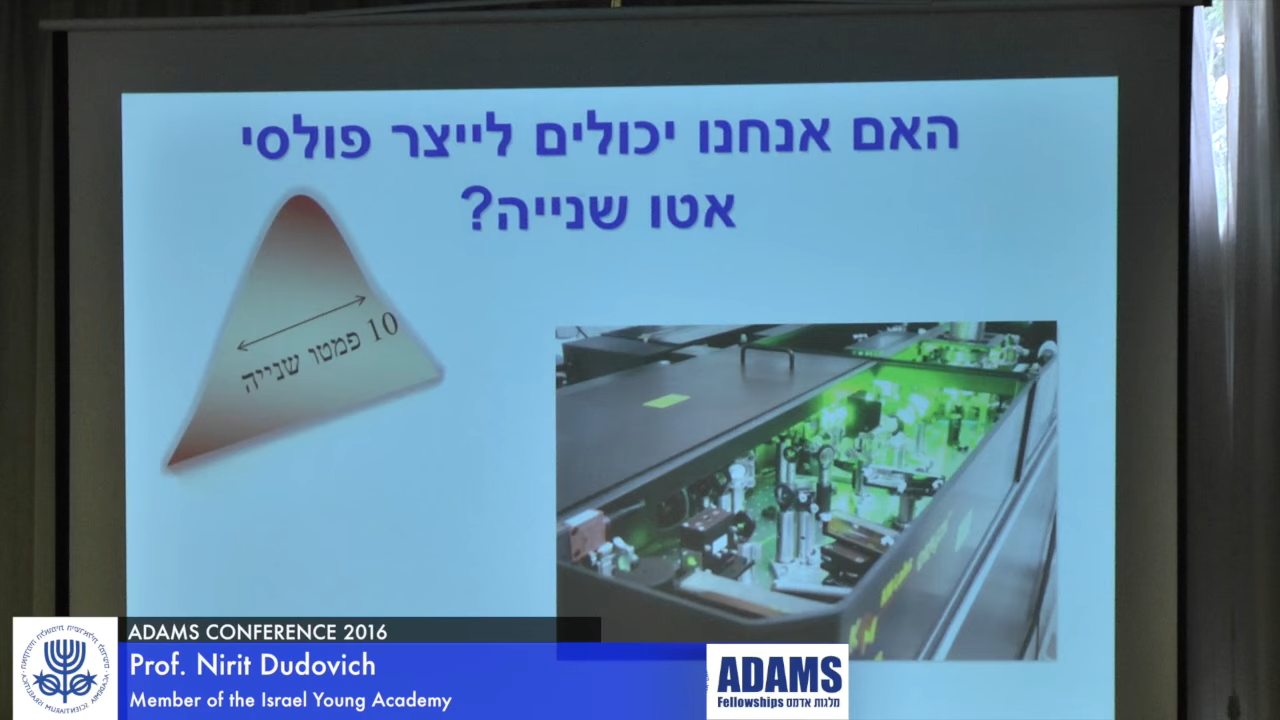 האם אנחנו יכולים לייצר פולסי
אטו שנייה?
10 פמטו שנייה
ADAMS CONFERENCE 2016
Prof. Nirit Dudovich
Member of the Israel Young Academy
ADAMS
Fellowships מלגות אדמס